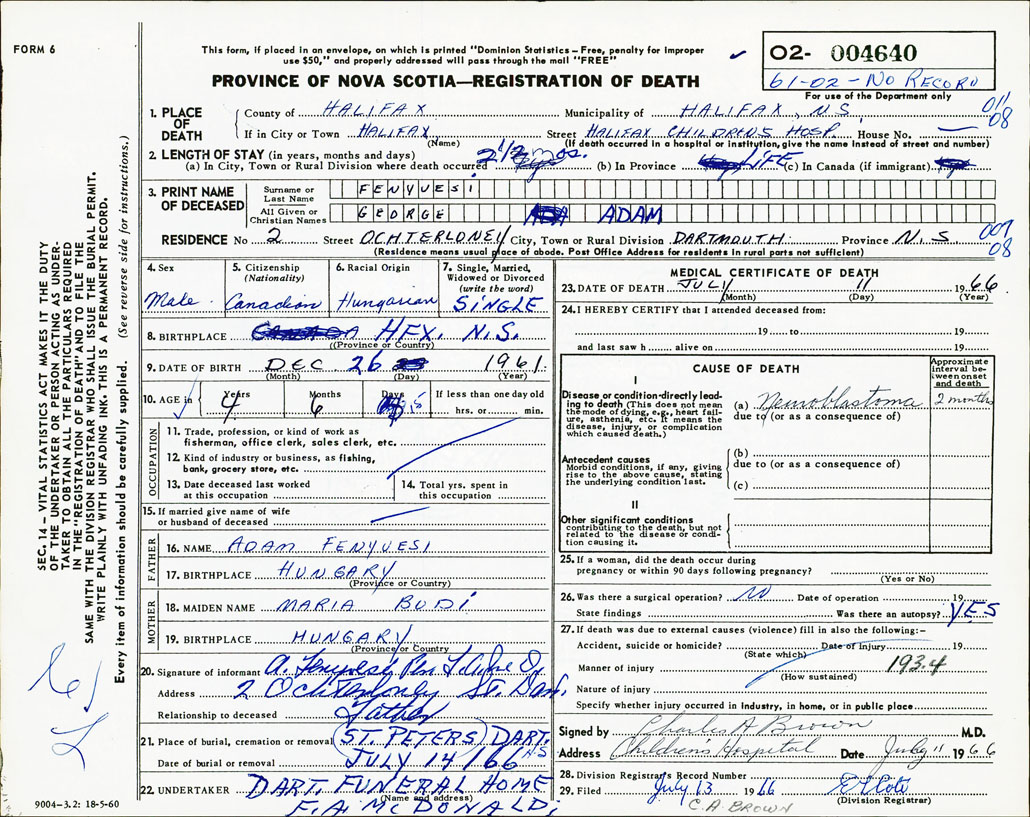 FORM 6
This form, if placed in an envelope, on which is printed "Dominion Statistics – Free, penalty for improper
use $50," and properly addressed will pass through the mail "FREE"
PROVINCE OF NOVA SCOTIA—REGISTRATION OF DEATH
02- 004640
61-02-NO RECORD
For use of the Department only
SEC. 14 – VITAL STATISTICS ACT MAKES IT THE DUTY
OF THE UNDERTAKER OR PERSON ACTING AS UNDER-
TAKER TO OBTAIN ALL THE PARTICULARS REQUIRED
IN THE "REGISTRATION OF DEATH" AND TO FILE THE
SAME WITH THE DIVISION REGISTRAR WHO SHALL ISSUE THE BURIAL PERMIT.
WRITE PLAINLY WITH UNFADING INK. THIS IS A PERMANENT RECORD.
Every item of information should be carefully supplied. (See reverse side for instructions.)
1. PLACE OF DEATH
County of HALIFAX Municipality of HALIFAX, N.S. 011 08
If in City or Town HALIFAX, Street HALIFAX CHILDRENS HOSP. House No. —
(Name) (If death occurred in a hospital or institution, give the name instead of street and number)
2. LENGTH OF STAY (in years, months and days)
(a) In City, Town or Rural Division where death occurred 2 1/2 mos. (b) In Province LIFE (c) In Canada (if immigrant)
3. PRINT NAME OF DECEASED
Surname or Last Name FENYVESI
All Given or Christian Names GEORGE ADAM
RESIDENCE No 2 Street OCHTERLONEY City, Town or Rural Division DARTMOUTH Province N.S 007 08
(Residence means place of abode. Post Office Address for residents in rural parts not sufficient)
4. Sex Male
5. Citizenship (Nationality) Canadian
6. Racial Origin Hungarian
7. Single, Married, Widowed or Divorced (write the word) SINGLE
8. BIRTHPLACE HFX. N.S.
(Province or Country)
9. DATE OF BIRTH DEC 26 1961
(Month) (Day) (Year)
10. AGE in Years 4 Months 6 Days 15 If less than one day old hrs. or min.
OCCUPATION
11. Trade, profession, or kind of work as
fisherman, office clerk, sales clerk, etc.
12. Kind of industry or business, as fishing,
bank, grocery store, etc.
13. Date deceased last worked
at this occupation
14. Total yrs. spent in
this occupation
15. If married give name of wife
or husband of deceased
FATHER
16. NAME ADAM FENYVESI
17. BIRTHPLACE HUNGARY
(Province or Country)
MOTHER
18. MAIDEN NAME MARIA BUDI
19. BIRTHPLACE HUNGARY
(Province or Country)
20. Signature of informant A. Fenyvesi Per
Address 2 Ochterloney St. Dart.
Relationship to deceased Father
21. Place of burial, cremation or removal (ST. PETERS) DART. HS
Date of burial or removal JULY 14/66
22. UNDERTAKER DART. FUNERAL HOME
(Name and address)
F.A. McDONALD
9004–3.2: 18-5-60
MEDICAL CERTIFICATE OF DEATH
23. DATE OF DEATH JULY 11 1966
(Month) (Day) (Year)
24. I HEREBY CERTIFY that I attended deceased from:
19 to 19
and last saw h alive on 19
CAUSE OF DEATH
Approximate interval between onset and death
I
Disease or condition directly lead-
ing to death (This does not mean
the mode of dying, e.g., heart fail-
ure, asthenia, etc. It means the
disease, injury, or complication
which caused death.)
(a) Neuroblastoma 2 months
due to (or as a consequence of)
Antecedent causes
Morbid conditions, if any, giving
rise to the above cause, stating
the underlying condition last.
(b)
due to (or as a consequence of)
(c)
II
Other significant conditions
contributing to the death, but not
related to the disease or condi-
tion causing it.
25. If a woman, did the death occur during
pregnancy or within 90 days following pregnancy?
(Yes or No)
26. Was there a surgical operation? NO Date of operation 19
State findings Was there an autopsy? YES
27. If death was due to external causes (violence) fill in also the following:–
Accident, suicide or homicide? Date of injury 19
(State which)
Manner of injury 193.4
(How sustained)
Nature of injury
Specify whether injury occurred in industry, in home, or in public place
Signed by Charles A Brown M.D.
Address Childrens Hospital Date July 11 1966
28. Division Registrar's Record Number
29. Filed July 13 1966
(Division Registrar)
C.A. BROWN